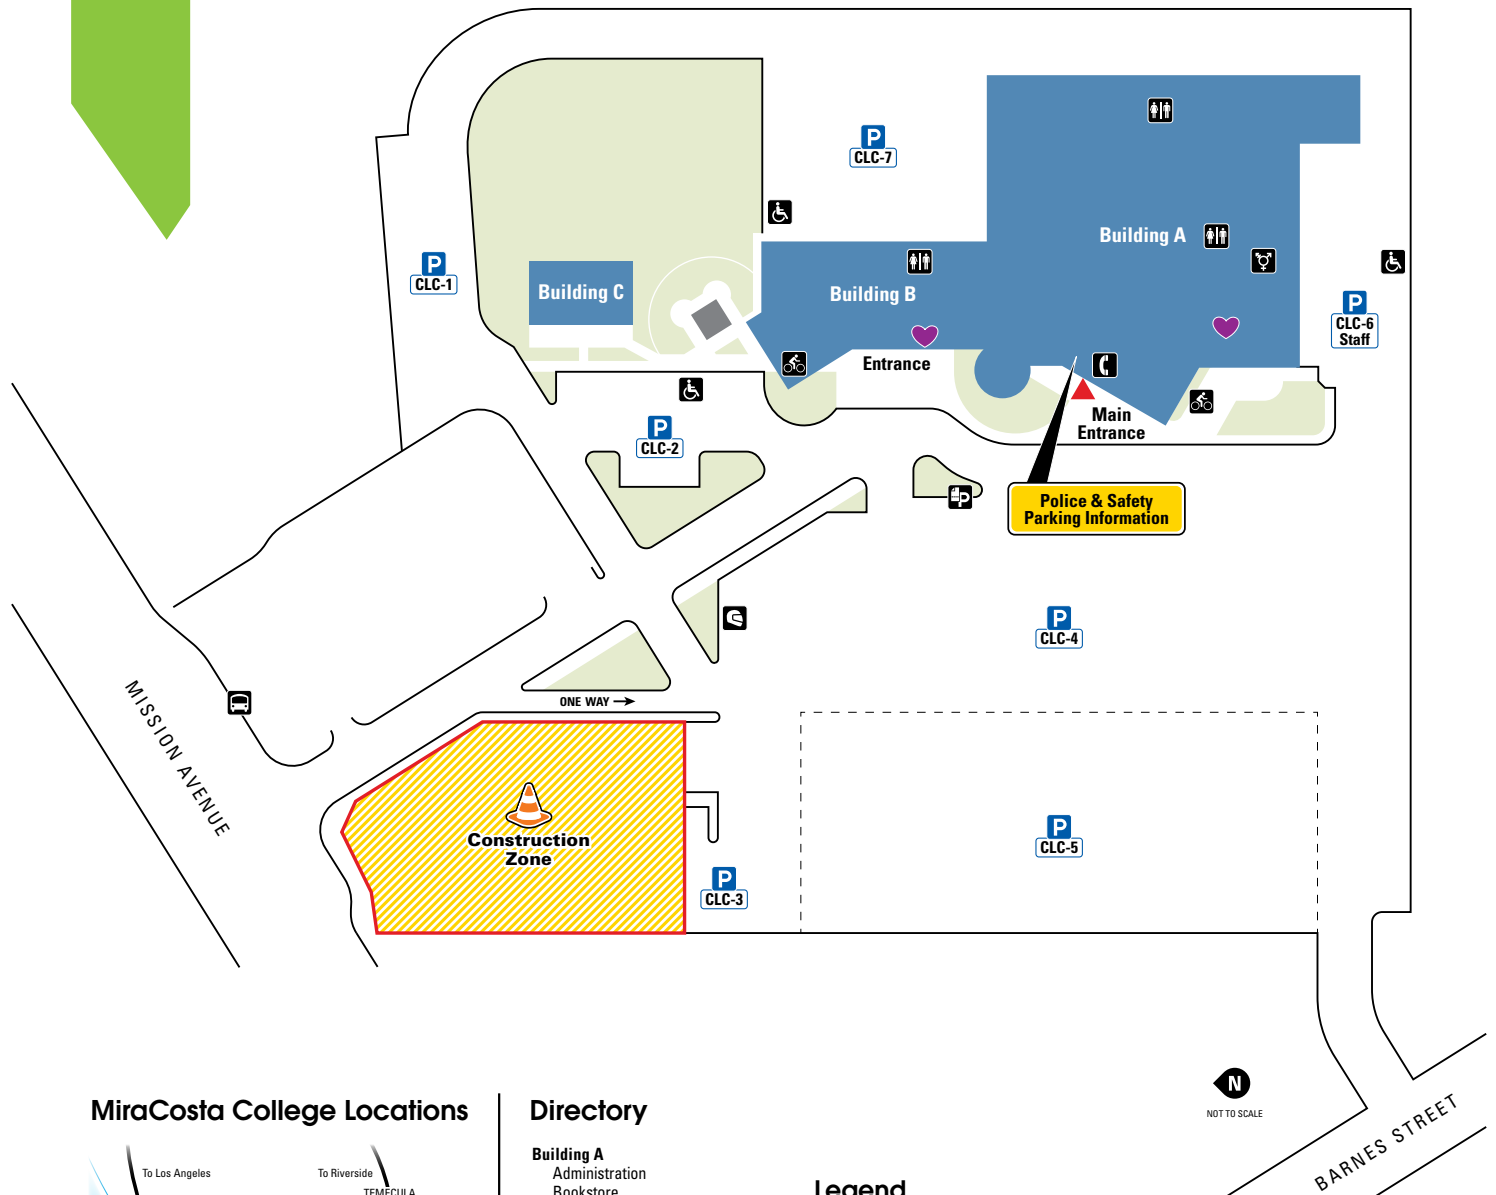 P
CLC-7
Building A
P
CLC-1
Building C
Building B
P
CLC-6
Staff
Entrance
Main
Entrance
P
CLC-2
P
Police & Safety
Parking Information
P
CLC-4
ONE WAY
MISSION AVENUE
Construction
Zone
P
CLC-5
P
CLC-3
N
NOT TO SCALE
BARNES STREET
MiraCosta College Locations
To Los Angeles
To Riverside
TEMECULA
Directory
Building A
Administration
Bookstore
Legend